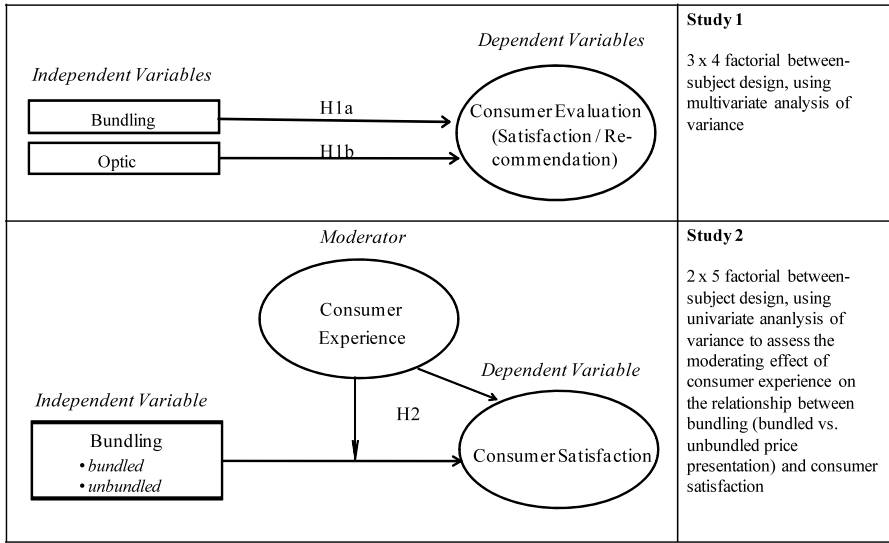 Independent Variables
Dependent Variables
Bundling
Optic
H1a
H1b
Consumer Evaluation
(Satisfaction / Re-
commendation)
Study 1
3 x 4 factorial between-
subject design, using
multivariate analysis of
variance
Moderator
Consumer
Experience
Independent Variable
Dependent Variable
Bundling
• bundled
• unbundled
H2
Consumer Satisfaction
Study 2
2 x 5 factorial between-
subject design, using
univariate ananlysis of
variance to assess the
moderating effect of
consumer experience on
the relationship between
bundling (bundled vs.
unbundled price
presentation) and consumer
satisfaction